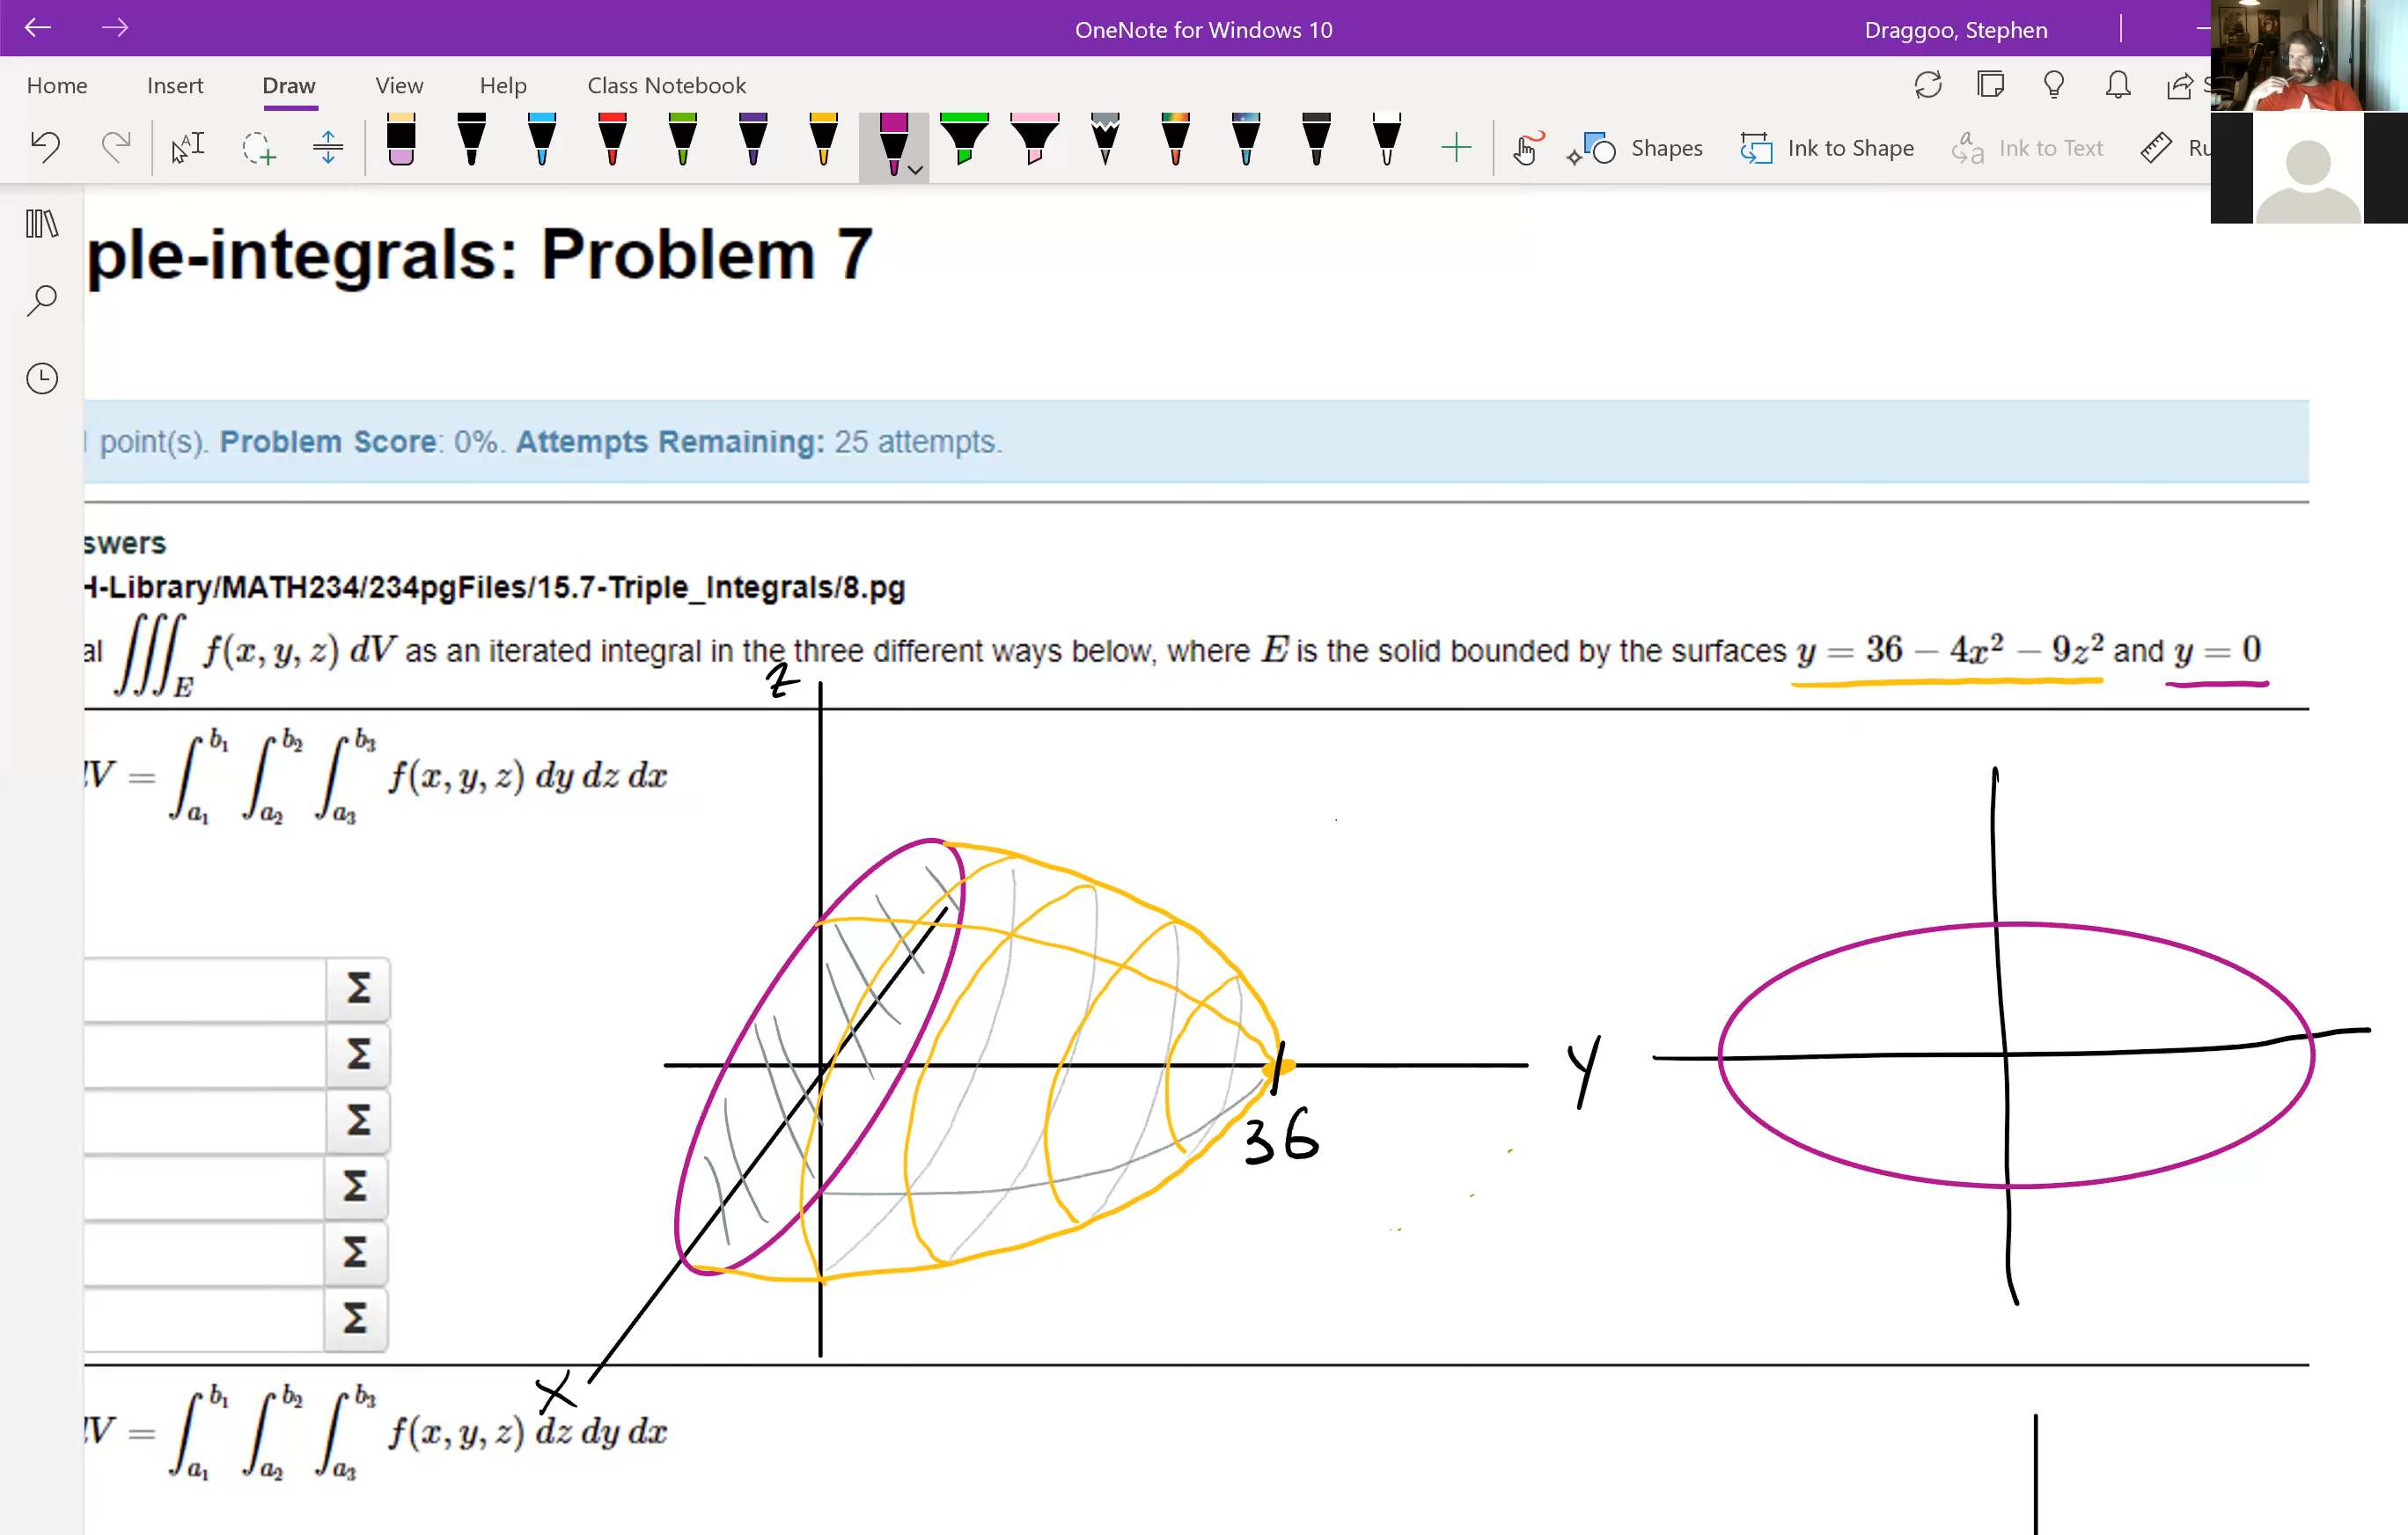 OneNote for Windows 10
Draggoo, Stephen
Home Insert Draw View Help Class Notebook
Shapes Ink to Shape Ink to Text Ru
ple-integrals: Problem 7
point(s). Problem Score: 0%. Attempts Remaining: 25 attempts.
swers
H-Library/MATH234/234pgFiles/15.7-Triple_Integrals/8.pg
al ∭_E f(x, y, z) dV as an iterated integral in the three different ways below, where E is the solid bounded by the surfaces y = 36 − 4x² − 9z² and y = 0
z
dV = ∫_{a₁}^{b₁} ∫_{a₂}^{b₂} ∫_{a₃}^{b₃} f(x, y, z) dy dz dx
Σ
y
Σ
36
Σ
Σ
Σ
Σ
x
dV = ∫_{a₁}^{b₁} ∫_{a₂}^{b₂} ∫_{a₃}^{b₃} f(x, y, z) dz dy dx